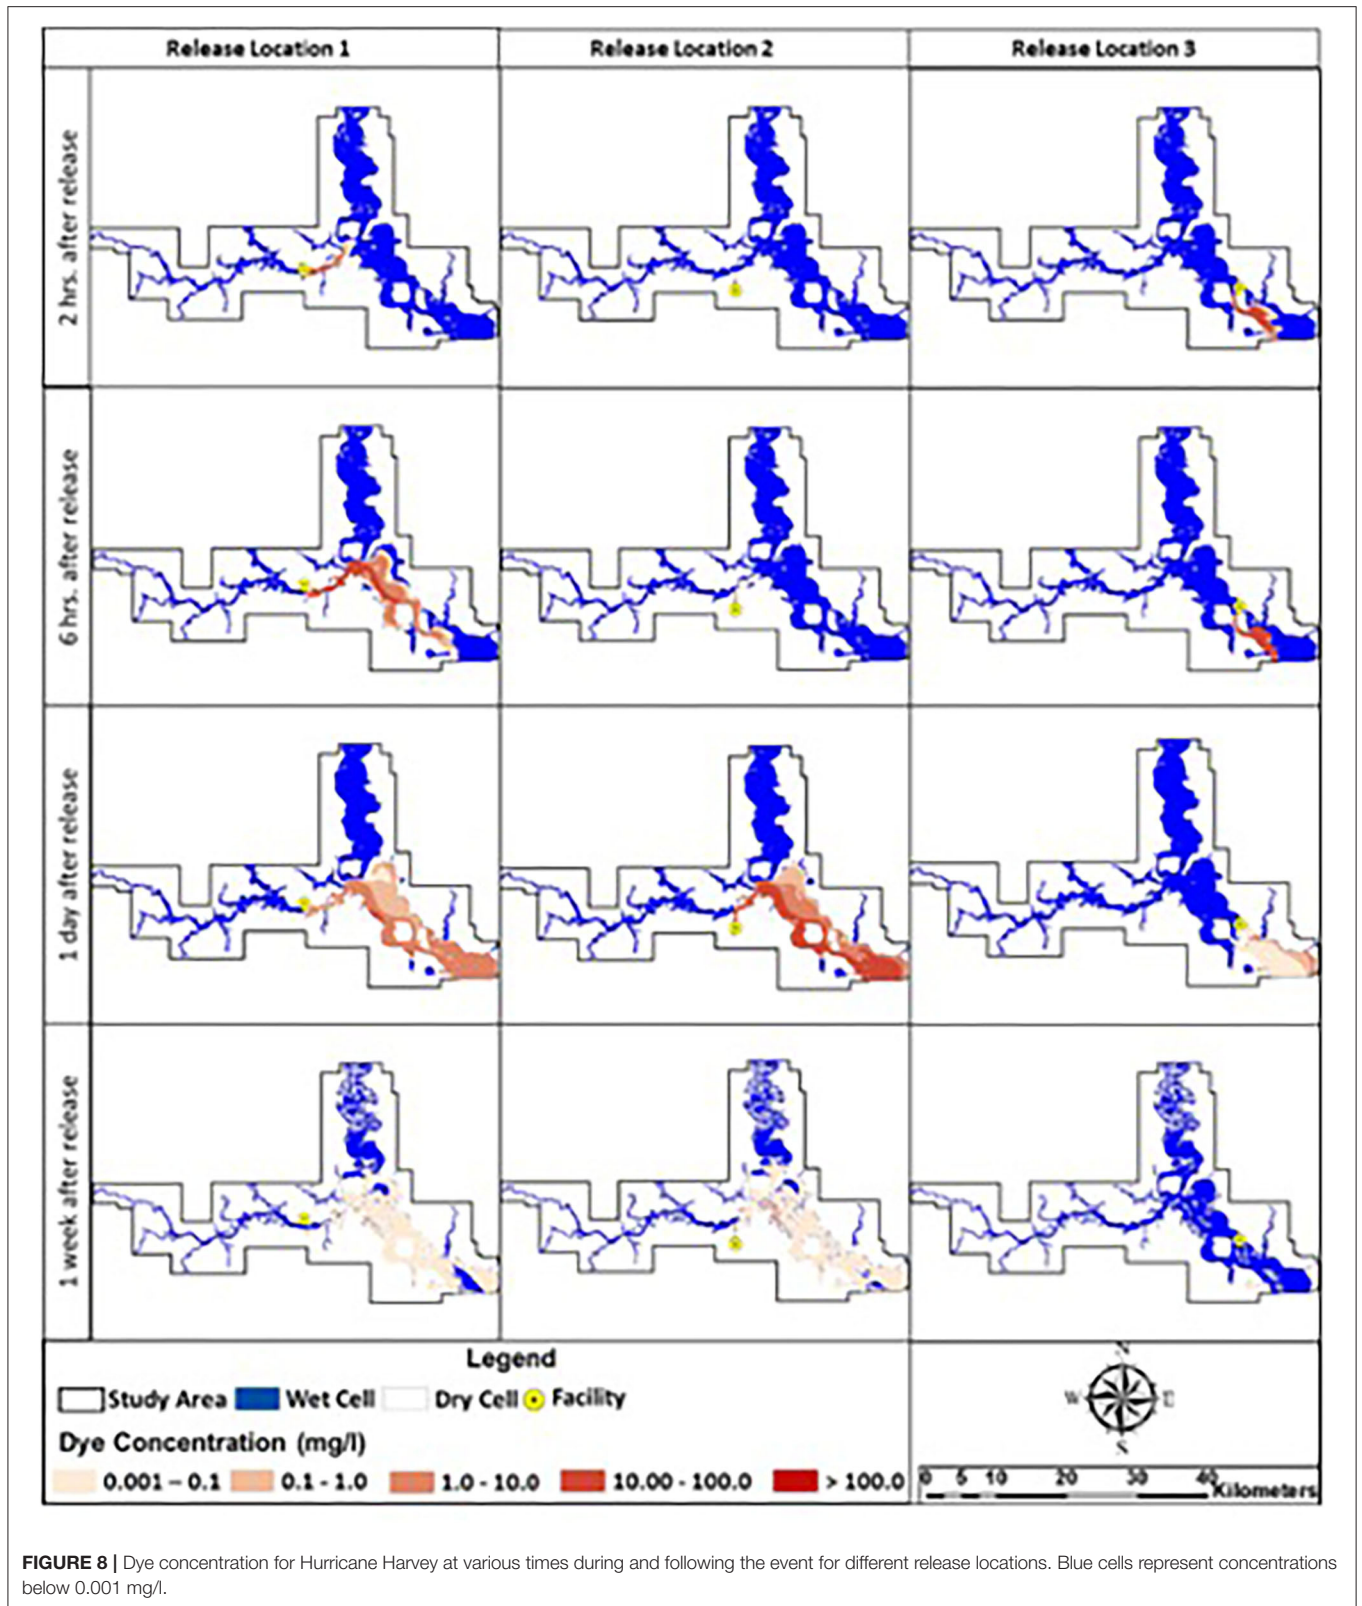 Release Location 1 Release Location 2 Release Location 3
2 hrs. after release
6 hrs. after release
1 day after release
1 week after release
Legend
Study Area Wet Cell Dry Cell Facility
Dye Concentration (mg/l)
0.001 – 0.1 0.1 - 1.0 1.0 - 10.0 10.00 - 100.0 > 100.0
N
W E
S
0 5 10 20 30 40
Kilometers
FIGURE 8 | Dye concentration for Hurricane Harvey at various times during and following the event for different release locations. Blue cells represent concentrations
below 0.001 mg/l.